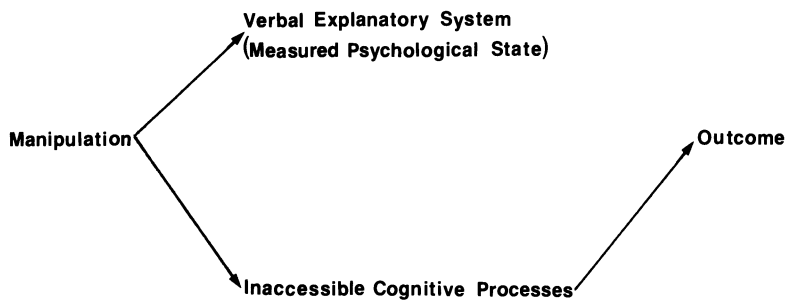 Verbal Explanatory System
(Measured Psychological State)
Manipulation
Outcome
Inaccessible Cognitive Processes